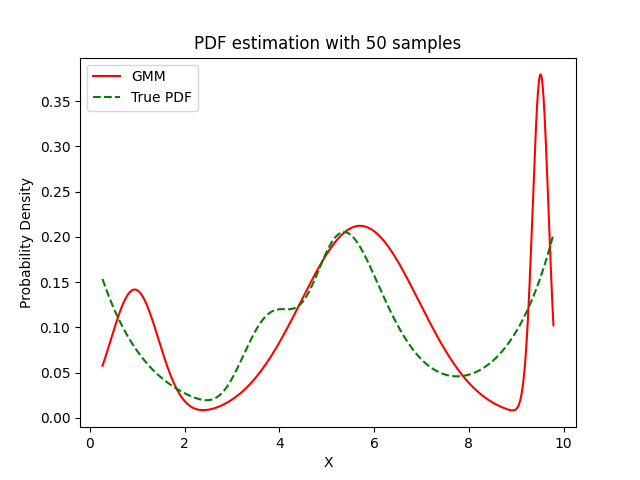 PDF estimation with 50 samples
GMM
True PDF
Probability Density
0.35
0.30
0.25
0.20
0.15
0.10
0.05
0.00
0 2 4 6 8 10
X